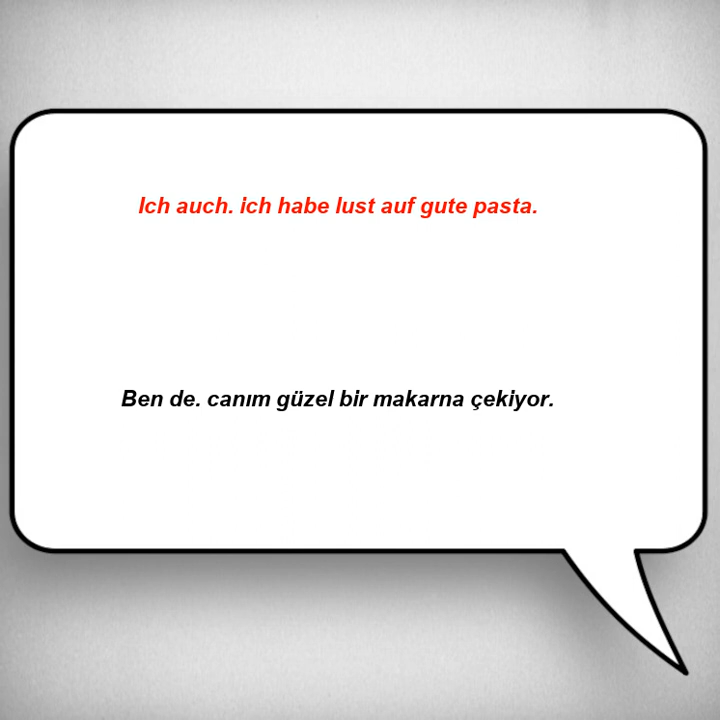 Ich auch. ich habe lust auf gute pasta.
Ben de. canım güzel bir makarna çekiyor.